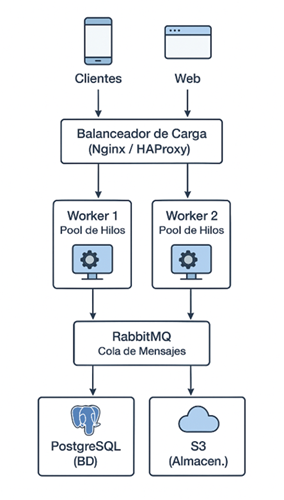 Clientes
Web
Balanceador de Carga
(Nginx / HAProxy)
Worker 1
Pool de Hilos
Worker 2
Pool de Hilos
RabbitMQ
Cola de Mensajes
PostgreSQL
(BD)
S3
(Almacen.)